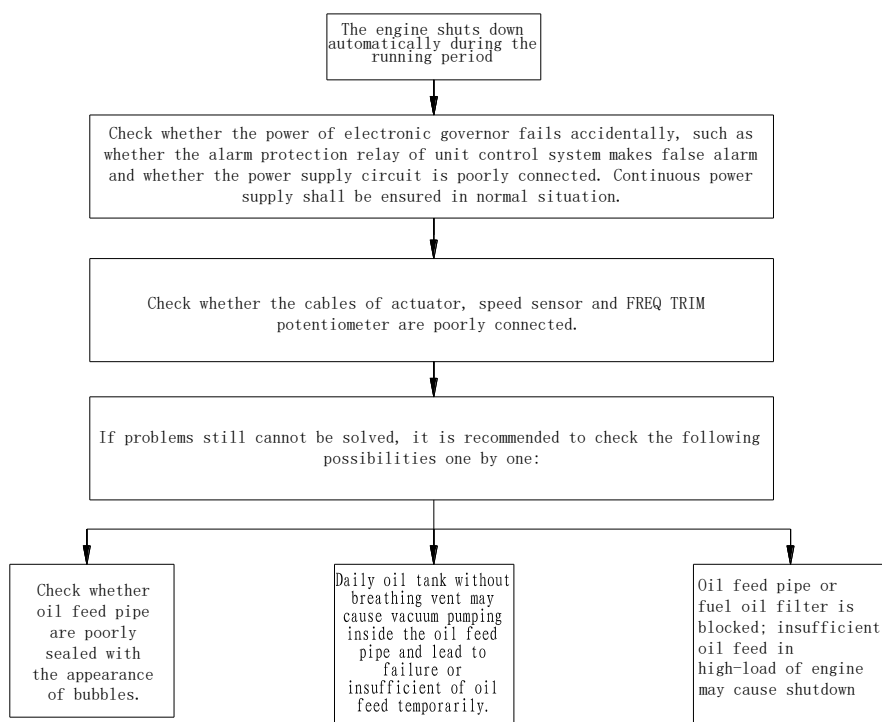 The engine shuts down
automatically during the
running period
Check whether the power of electronic governor fails accidentally, such as
whether the alarm protection relay of unit control system makes false alarm
and whether the power supply circuit is poorly connected. Continuous power
supply shall be ensured in normal situation.
Check whether the cables of actuator, speed sensor and FREQ TRIM
potentiometer are poorly connected.
If problems still cannot be solved, it is recommended to check the following
possibilities one by one:
Check whether
oil feed pipe
are poorly
sealed with
the appearance
of bubbles.
Daily oil tank without
breathing vent may
cause vacuum pumping
inside the oil feed
pipe and lead to
failure or
insufficient of oil
feed temporarily.
Oil feed pipe or
fuel oil filter is
blocked; insufficient
oil feed in
high-load of engine
may cause shutdown